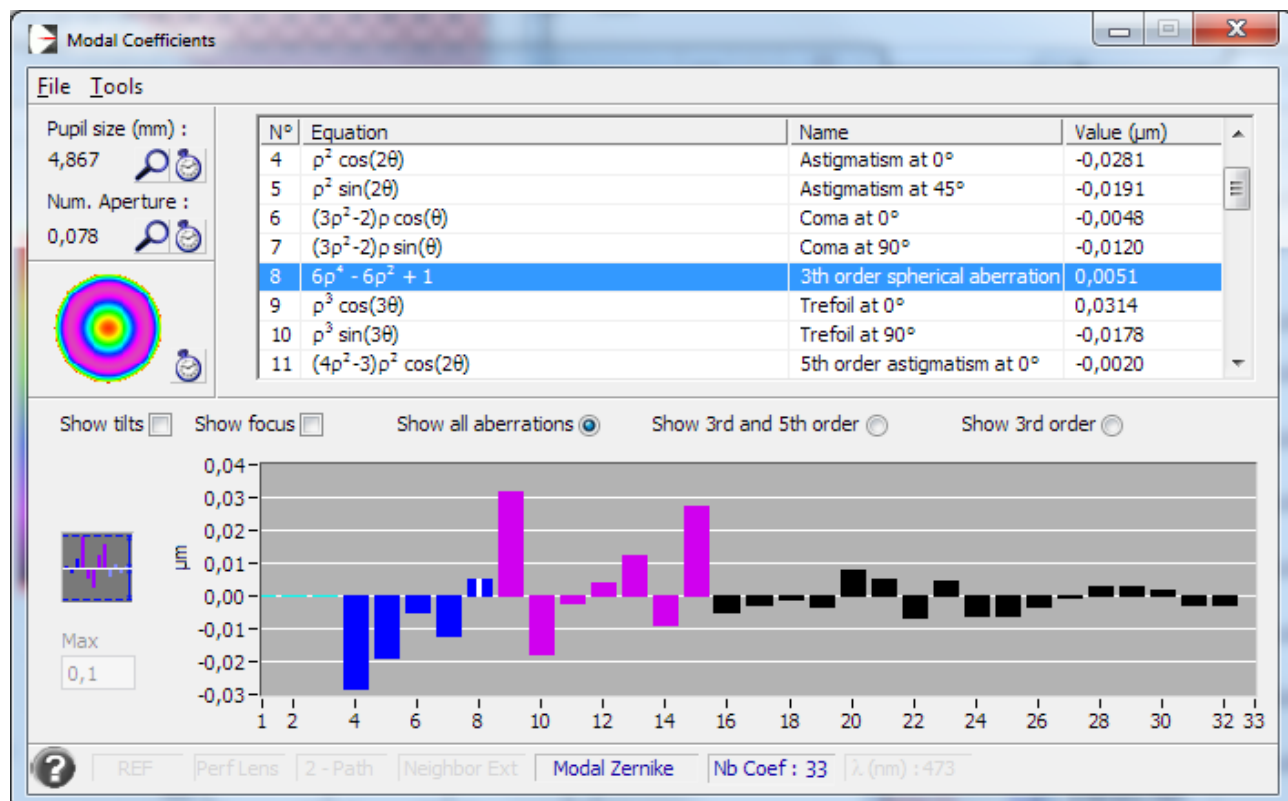 Modal Coefficients
File Tools
Pupil size (mm) :
4,867
Num. Aperture :
0,078
N° Equation Name Value (µm)
4 ρ² cos(2θ) Astigmatism at 0° -0,0281
5 ρ² sin(2θ) Astigmatism at 45° -0,0191
6 (3ρ²-2)ρ cos(θ) Coma at 0° -0,0048
7 (3ρ²-2)ρ sin(θ) Coma at 90° -0,0120
8 6ρ⁴ - 6ρ² + 1 3th order spherical aberration 0,0051
9 ρ³ cos(3θ) Trefoil at 0° 0,0314
10 ρ³ sin(3θ) Trefoil at 90° -0,0178
11 (4ρ²-3)ρ² cos(2θ) 5th order astigmatism at 0° -0,0020
Show tilts Show focus Show all aberrations Show 3rd and 5th order Show 3rd order
0,04
0,03
0,02
0,01
0,00
-0,01
-0,02
-0,03
µm
Max
0,1
1 2 4 6 8 10 12 14 16 18 20 22 24 26 28 30 32 33
? REF Perf Lens 2 - Path Neighbor Ext Modal Zernike Nb Coef : 33 λ (nm) : 473